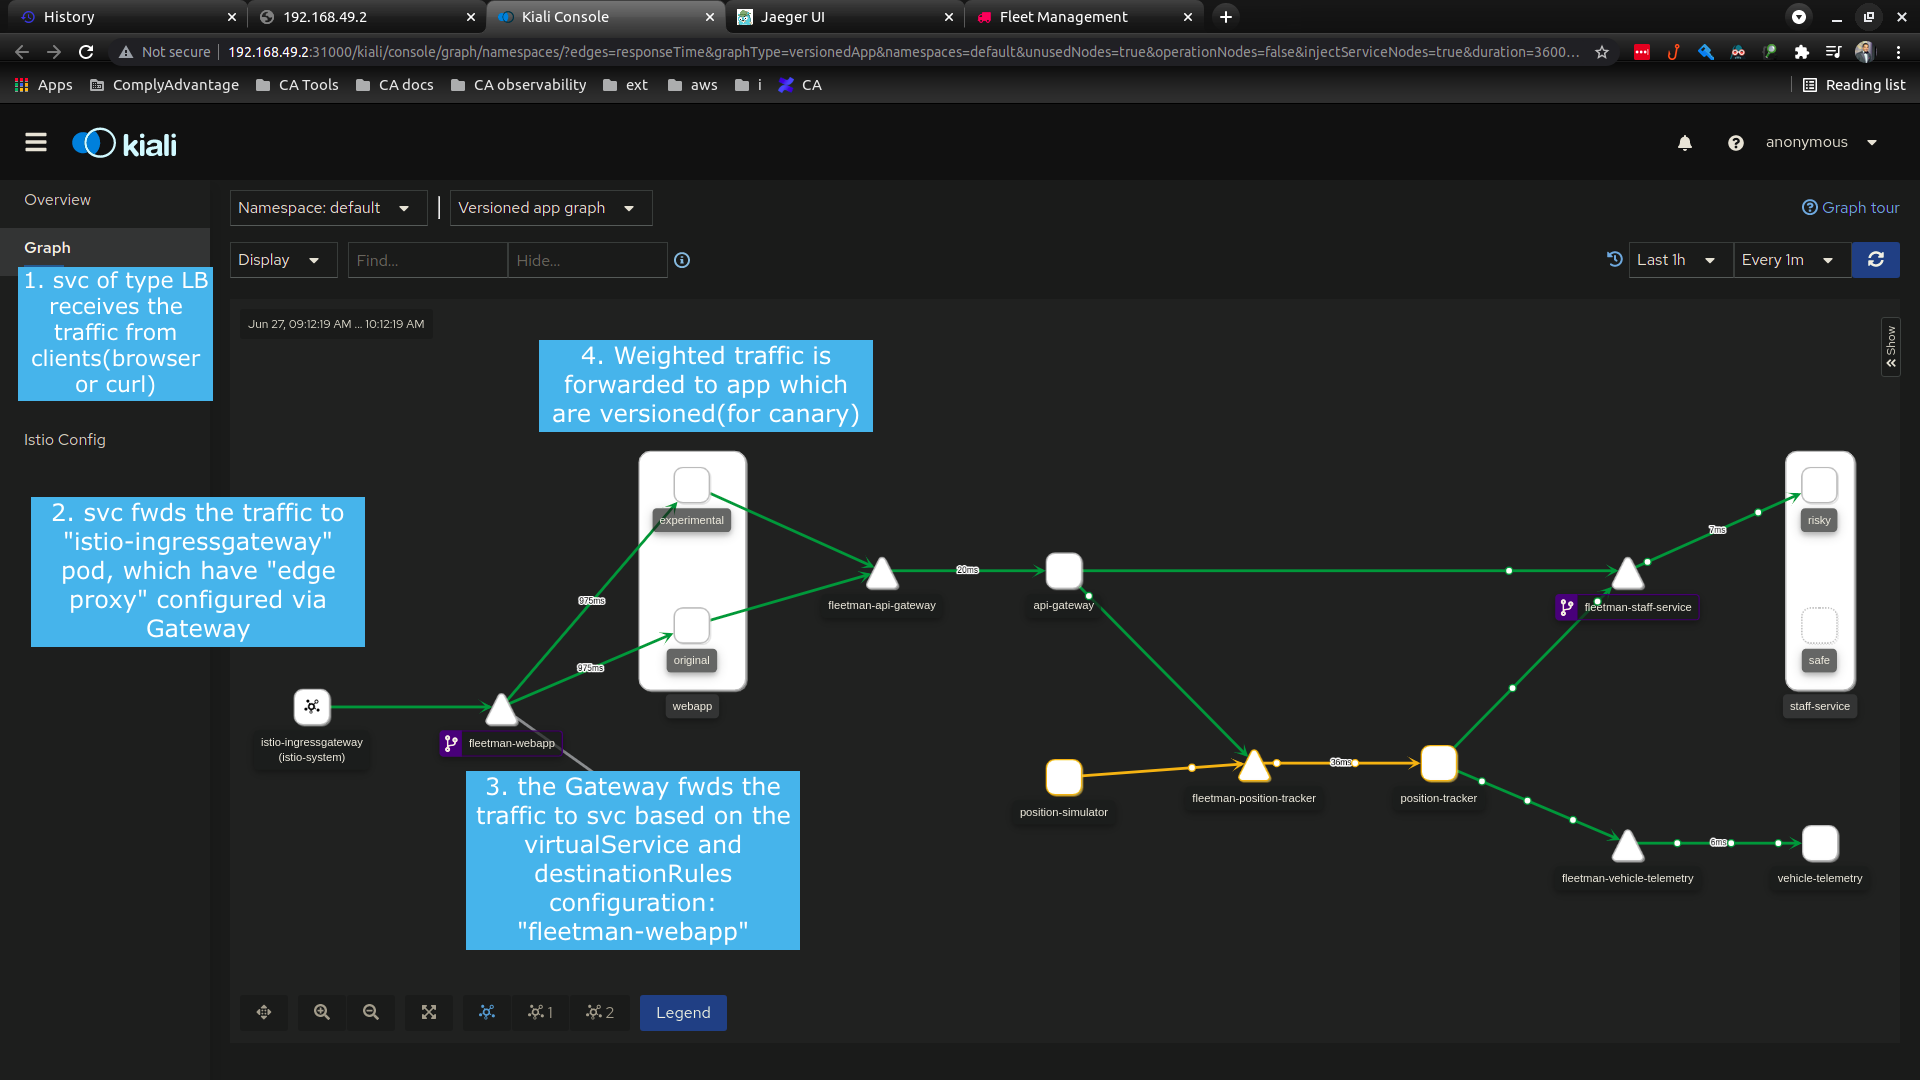 History
192.168.49.2
Kiali Console
Jaeger UI
Fleet Management
Not secure
192.168.49.2:31000/kiali/console/graph/namespaces/?edges=responseTime&graphType=versionedApp&namespaces=default&unusedNodes=true&operationNodes=false&injectServiceNodes=true&duration=3600...
Apps
ComplyAdvantage
CA Tools
CA docs
CA observability
ext
aws
i
CA
Reading list
kiali
anonymous
Overview
Graph
Istio Config
Namespace: default
Versioned app graph
Graph tour
Display
Find...
Hide...
Last 1h
Every 1m
Jun 27, 09:12:19 AM ... 10:12:19 AM
Show
1. svc of type LB
receives the
traffic from
clients(browser
or curl)
4. Weighted traffic is
forwarded to app which
are versioned(for canary)
2. svc fwds the traffic to
"istio-ingressgateway"
pod, which have "edge
proxy" configured via
Gateway
3. the Gateway fwds the
traffic to svc based on the
virtualService and
destinationRules
configuration:
"fleetman-webapp"
experimental
original
webapp
975ms
975ms
istio-ingressgateway
(istio-system)
fleetman-webapp
fleetman-api-gateway
20ms
api-gateway
fleetman-staff-service
7ms
risky
safe
staff-service
position-simulator
fleetman-position-tracker
36ms
position-tracker
fleetman-vehicle-telemetry
6ms
vehicle-telemetry
1
2
Legend